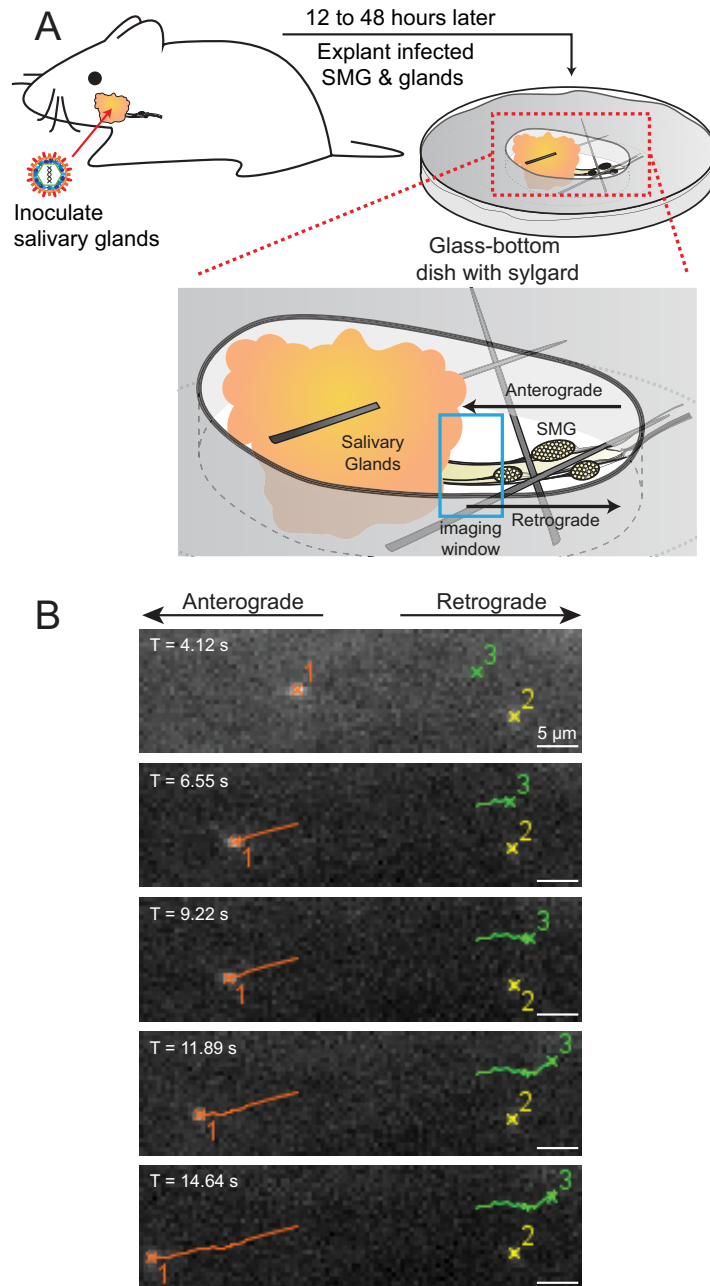 A
12 to 48 hours later
Explant infected
SMG & glands
Inoculate
salivary glands
Glass-bottom
dish with sylgard
Anterograde
SMG
Salivary
Glands
Retrograde
imaging
window
B
Anterograde
Retrograde
T = 4.12 s
1
3
2
5 µm
T = 6.55 s
3
2
1
T = 9.22 s
3
1
2
T = 11.89 s
3
1
2
T = 14.64 s
3
2
1